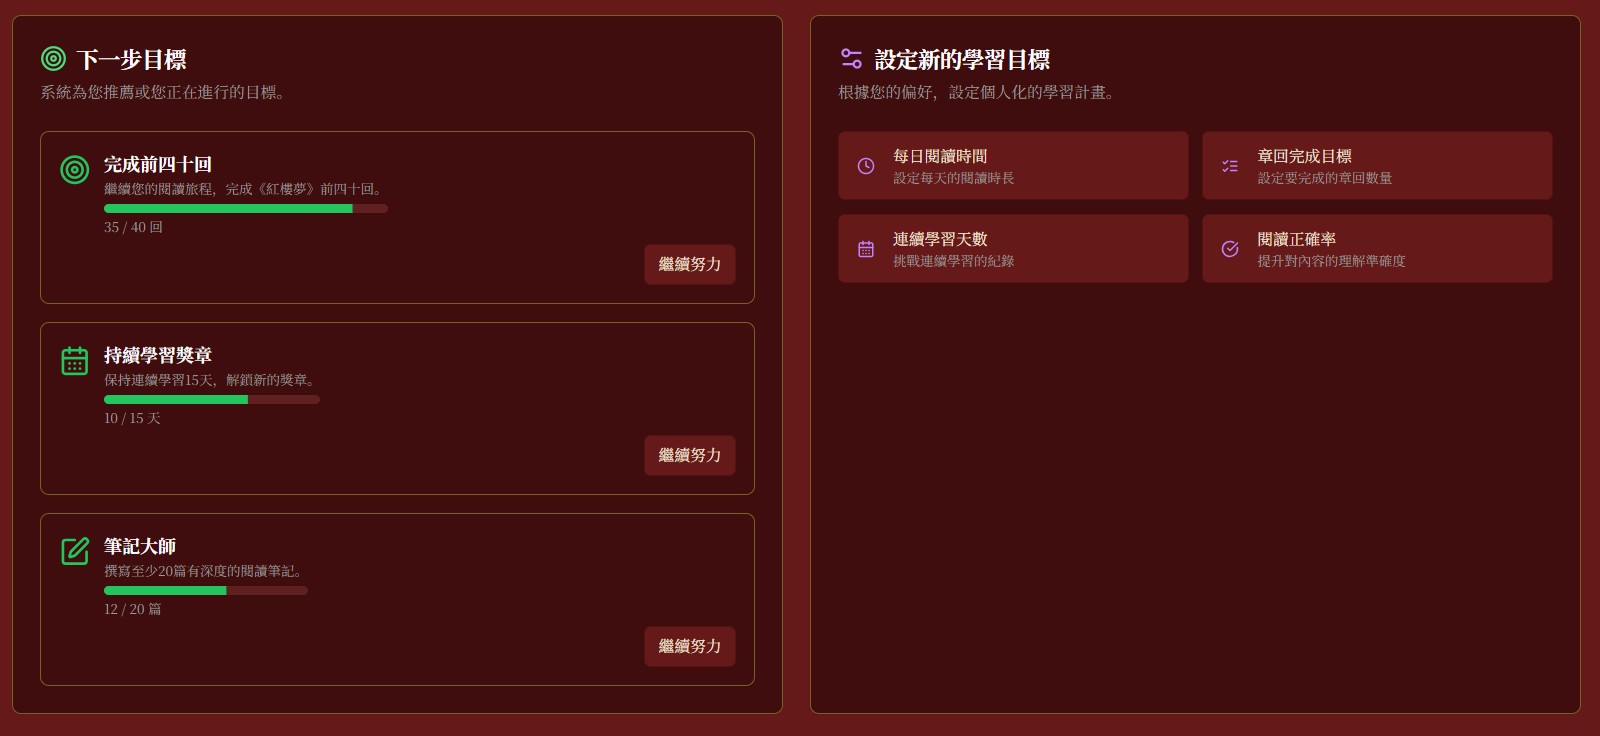 下一步目標
系統為您推薦或您正在進行的目標。
完成前四十回
繼續您的閱讀旅程，完成《紅樓夢》前四十回。
35 / 40 回
繼續努力
持續學習獎章
保持連續學習15天，解鎖新的獎章。
10 / 15 天
繼續努力
筆記大師
撰寫至少20篇有深度的閱讀筆記。
12 / 20 篇
繼續努力
設定新的學習目標
根據您的偏好，設定個人化的學習計畫。
每日閱讀時間
設定每天的閱讀時長
章回完成目標
設定要完成的章回數量
連續學習天數
挑戰連續學習的紀錄
閱讀正確率
提升對內容的理解準確度